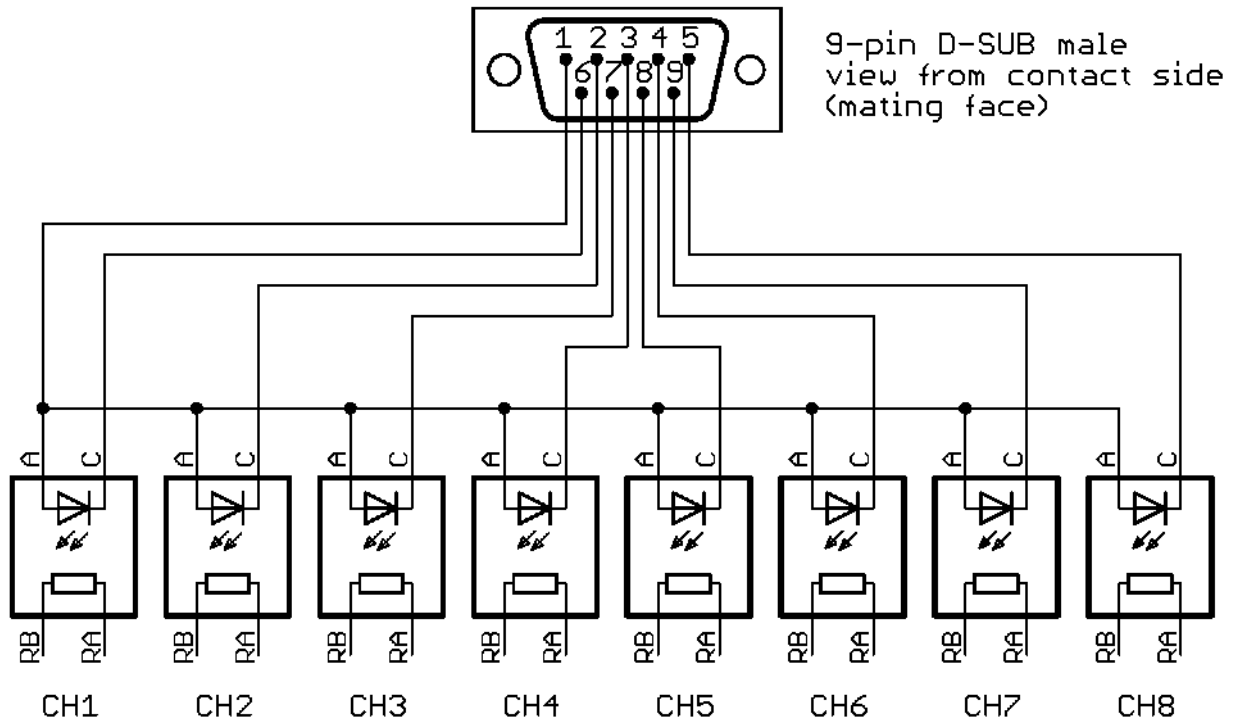 1 2 3 4 5
6 7 8 9
9-pin D-SUB male
view from contact side
(mating face)
A C A C A C A C A C A C A C A C
RB RA RB RA RB RA RB RA RB RA RB RA RB RA RB RA
CH1 CH2 CH3 CH4 CH5 CH6 CH7 CH8